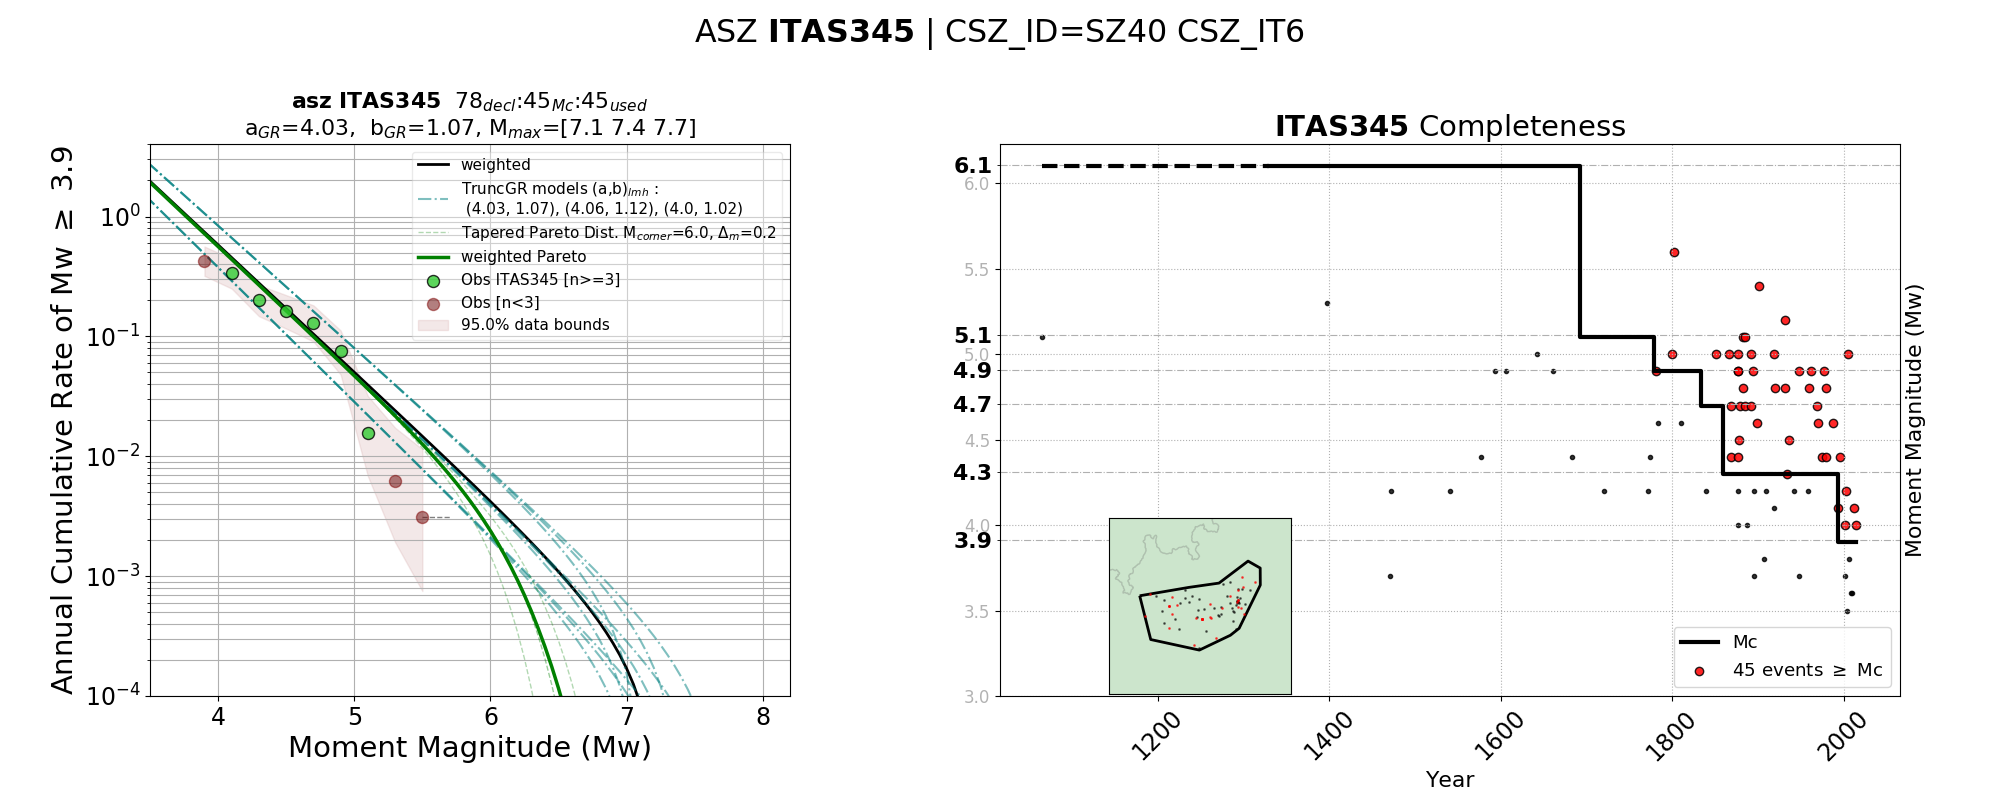 ASZ ITAS345 | CSZ_ID=SZ40 CSZ_IT6
asz ITAS345 78decl:45Mc:45used
aGR=4.03, bGR=1.07, Mmax=[7.1 7.4 7.7]
Annual Cumulative Rate of Mw ≥ 3.9
10^0
10^-1
10^-2
10^-3
10^-4
4 5 6 7 8
Moment Magnitude (Mw)
weighted
TruncGR models (a,b)lmh :
(4.03, 1.07), (4.06, 1.12), (4.0, 1.02)
Tapered Pareto Dist. Mcorner=6.0, Δm=0.2
weighted Pareto
Obs ITAS345 [n>=3]
Obs [n<3]
95.0% data bounds
ITAS345 Completeness
6.1
6.0
5.5
5.1
5.0
4.9
4.7
4.5
4.3
4.0
3.9
3.5
3.0
1200 1400 1600 1800 2000
Year
Moment Magnitude (Mw)
Mc
45 events ≥ Mc